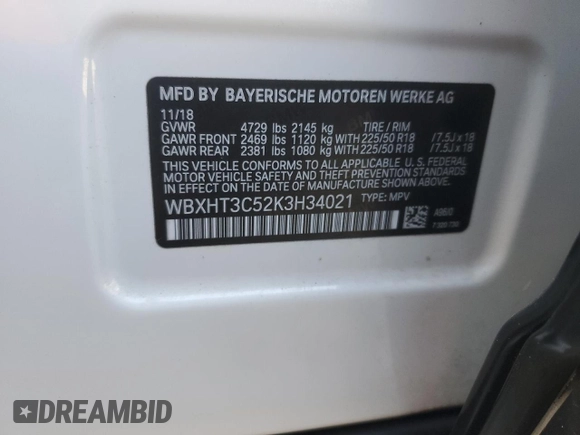 MFD BY BAYERISCHE MOTOREN WERKE AG
11/18
GVWR 4729 lbs 2145 kg TIRE / RIM
GAWR FRONT 2469 lbs 1120 kg WITH 225/50 R18 / 7.5J x 18
GAWR REAR 2381 lbs 1080 kg WITH 225/50 R18 / 7.5J x 18
THIS VEHICLE CONFORMS TO ALL APPLICABLE U.S. FEDERAL
MOTOR VEHICLE SAFETY, BUMPER, AND THEFT PREVENTION
STANDARDS IN EFFECT ON THE DATE OF MANUFACTURE SHOWN ABOVE.
WBXHT3C52K3H34021 TYPE: MPV
DREAMBID